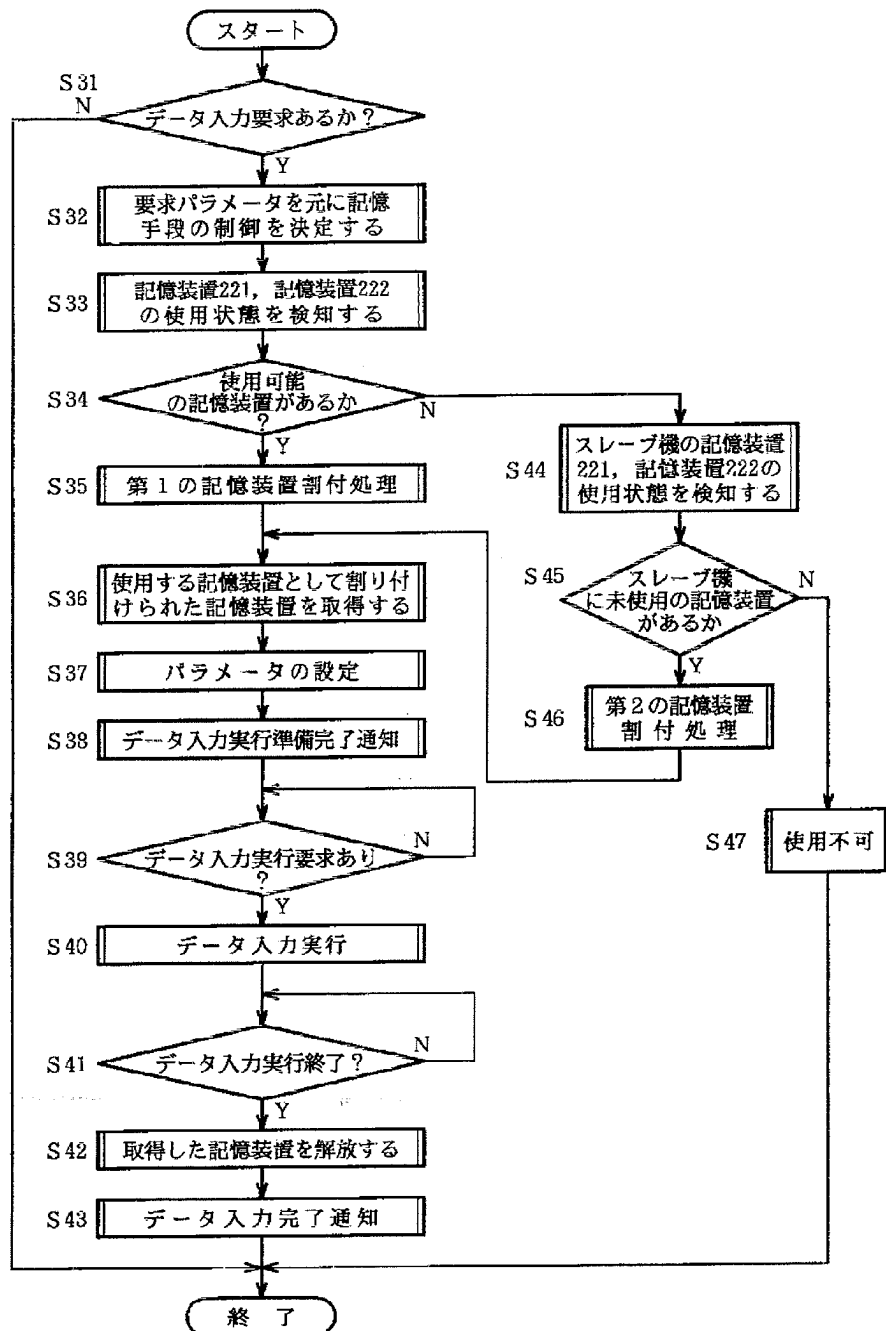 スタート
S31
N
データ入力要求あるか?
Y
S32
要求パラメータを元に記憶
手段の制御を決定する
S33
記憶装置221,記憶装置222
の使用状態を検知する
S34
使用可能
の記憶装置があるか
?
N
Y
S35
第1の記憶装置割付処理
S44
スレーブ機の記憶装置
221,記憶装置222の
使用状態を検知する
S45
スレーブ機
に未使用の記憶装置
があるか
N
Y
S46
第2の記憶装置
割付処理
S47
使用不可
S36
使用する記憶装置として割り付
けられた記憶装置を取得する
S37
パラメータの設定
S38
データ入力実行準備完了通知
S39
データ入力実行要求あり
?
N
Y
S40
データ入力実行
S41
データ入力実行終了?
N
Y
S42
取得した記憶装置を解放する
S43
データ入力完了通知
終了